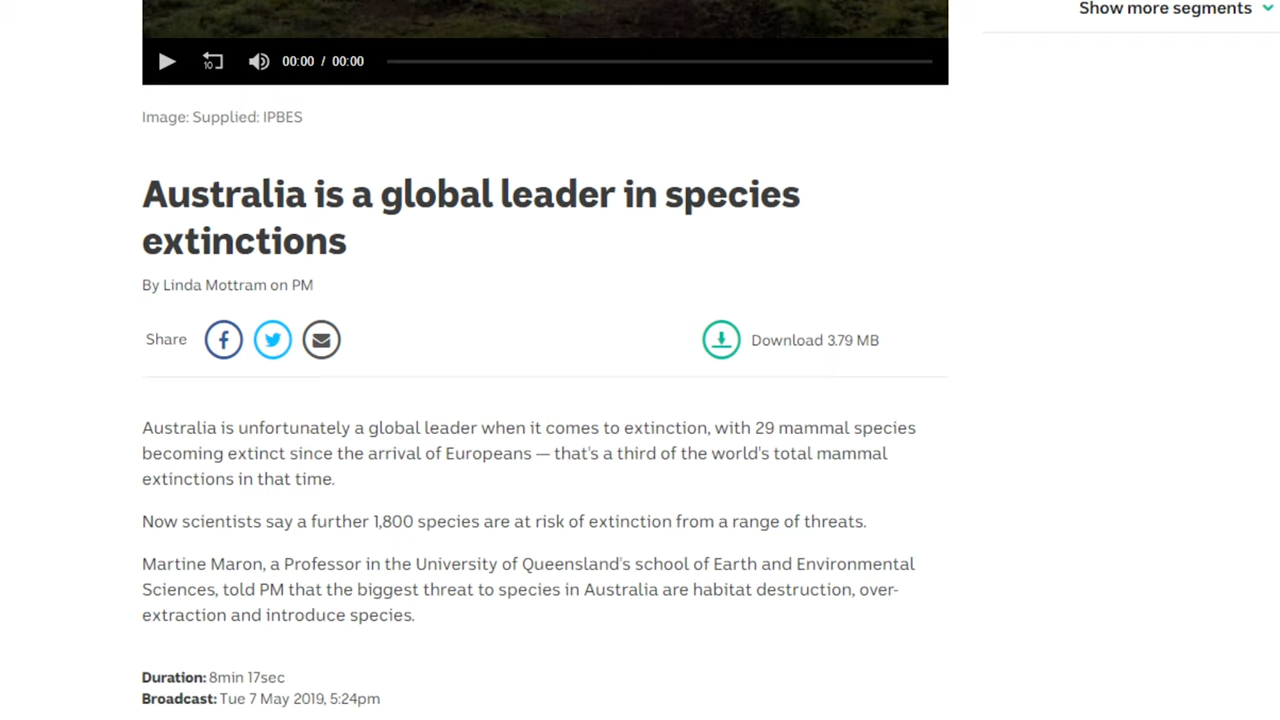 Show more segments
10
00:00 / 00:00
Image: Supplied: IPBES
Australia is a global leader in species
extinctions
By Linda Mottram on PM
Share
Download 3.79 MB
Australia is unfortunately a global leader when it comes to extinction, with 29 mammal species
becoming extinct since the arrival of Europeans — that's a third of the world's total mammal
extinctions in that time.
Now scientists say a further 1,800 species are at risk of extinction from a range of threats.
Martine Maron, a Professor in the University of Queensland's school of Earth and Environmental
Sciences, told PM that the biggest threat to species in Australia are habitat destruction, over-
extraction and introduce species.
Duration: 8min 17sec
Broadcast: Tue 7 May 2019, 5:24pm